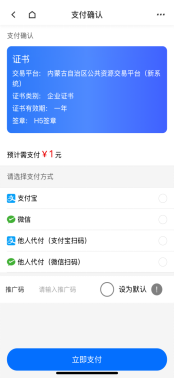 支付确认
支付确认
证书
交易平台: 内蒙古自治区公共资源交易平台（新系
统）
证书类别: 企业证书
证书有效期: 一年
签章: H5签章
预计需支付 ¥ 1 元
请选择支付方式
支付宝
微信
他人代付（支付宝扫码）
他人代付（微信扫码）
推广码 请输入推广码 设为默认 !
立即支付